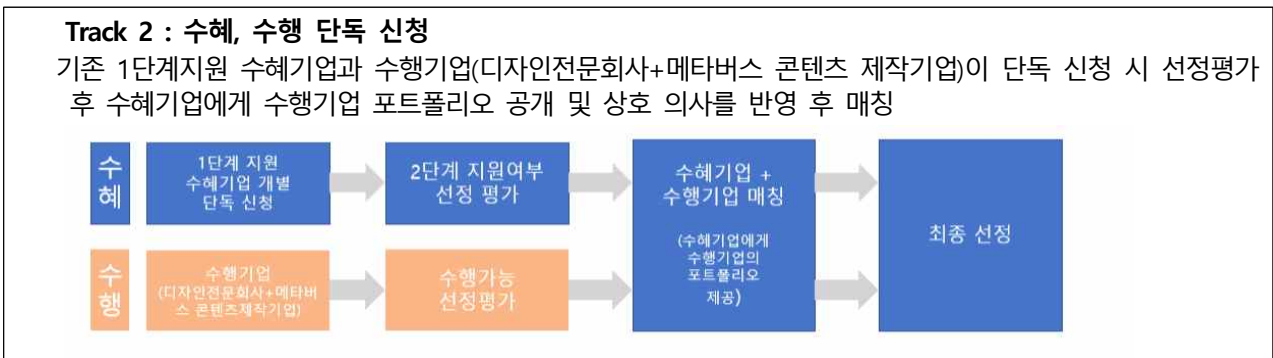 Track 2 : 수혜, 수행 단독 신청
기존 1단계지원 수혜기업과 수행기업(디자인전문회사+메타버스 콘텐츠 제작기업)이 단독 신청 시 선정평가
후 수혜기업에게 수행기업 포트폴리오 공개 및 상호 의사를 반영 후 매칭
수
혜
1단계 지원
수혜기업 개별
단독 신청
2단계 지원여부
선정 평가
수혜기업 +
수행기업 매칭
(수혜기업에게
수행기업의
포트폴리오
제공)
최종 선정
수
행
수행기업
(디자인전문회사+메타버
스 콘텐츠제작기업)
수행가능
선정평가